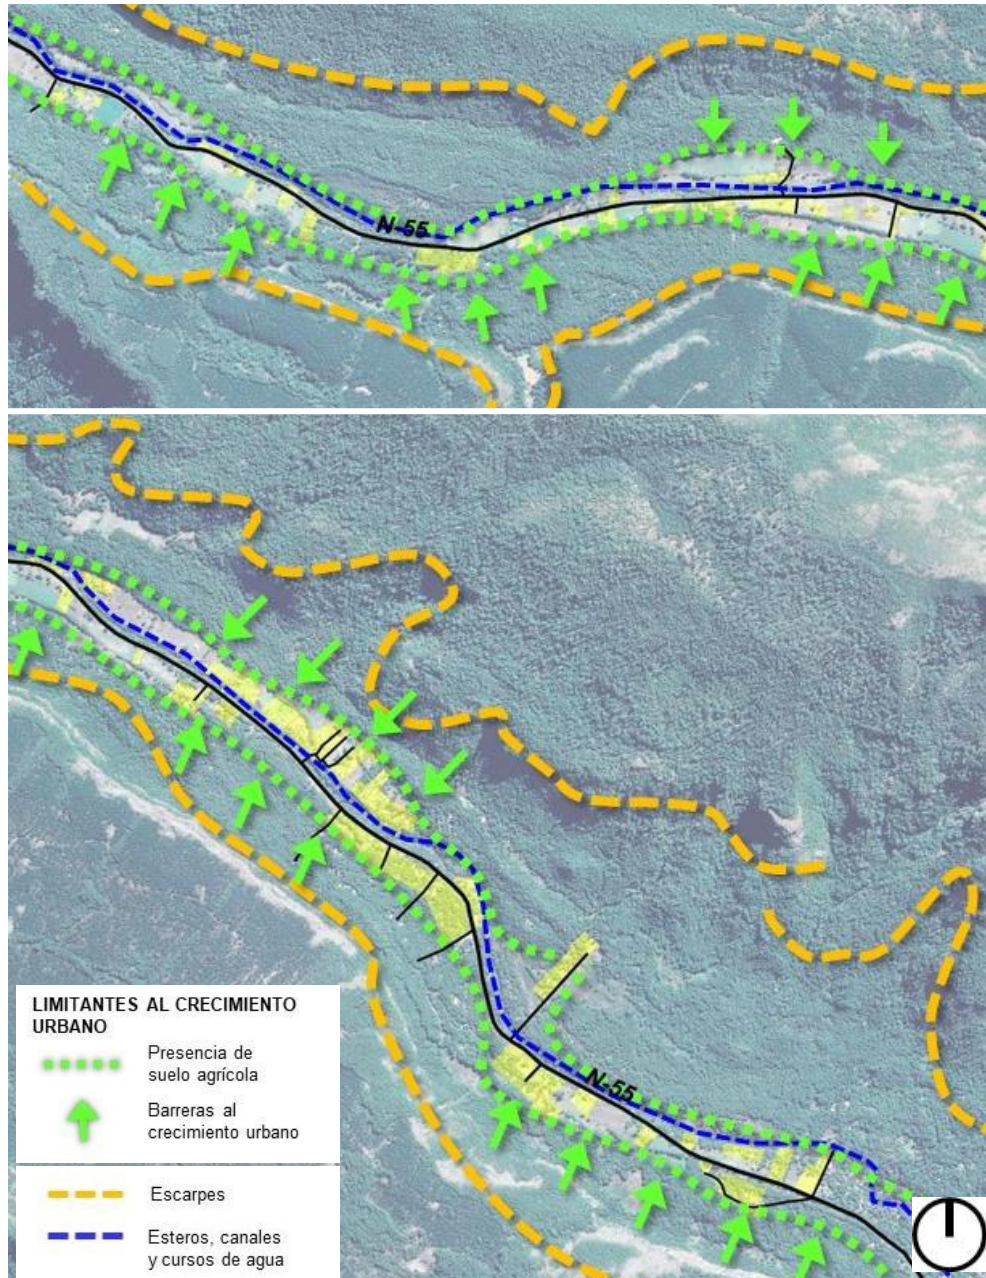 N-55
N-55
LIMITANTES AL CRECIMIENTO
URBANO
Presencia de
suelo agrícola
Barreras al
crecimiento urbano
Escarpes
Esteros, canales
y cursos de agua